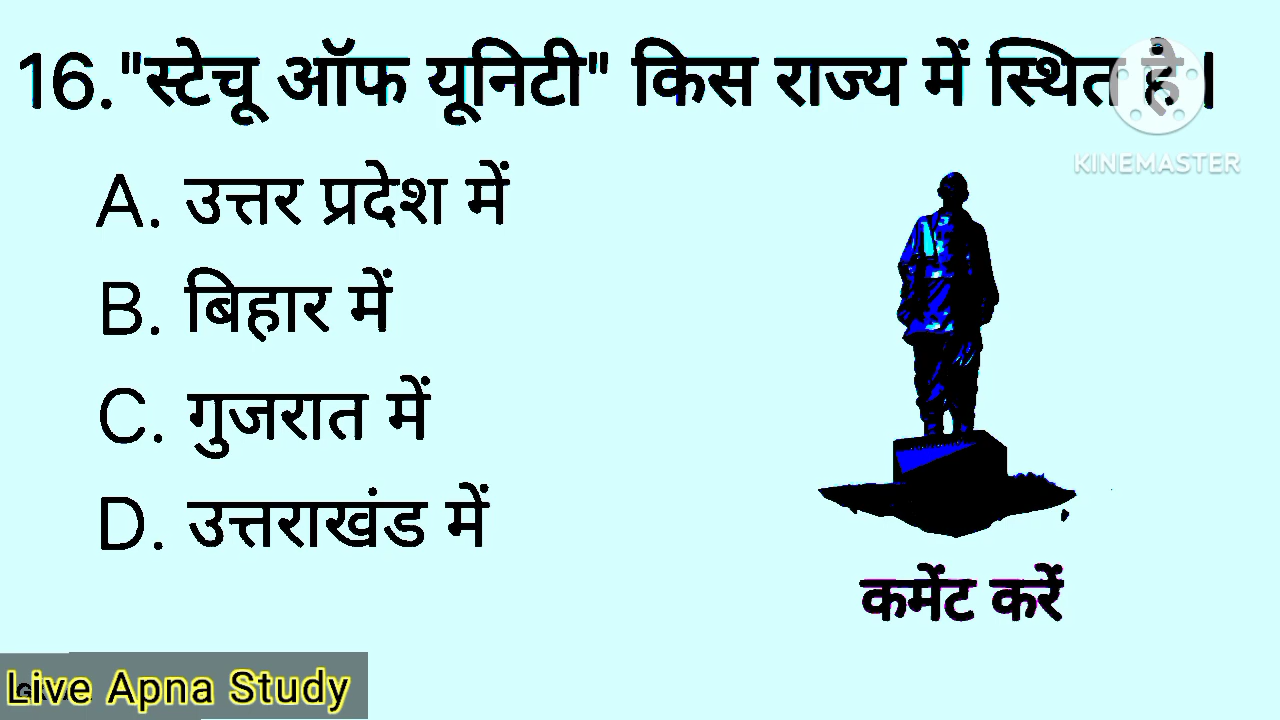 16."स्टेचू ऑफ यूनिटी" किस राज्य में स्थित है |
KINEMASTER
A. उत्तर प्रदेश में
B. बिहार में
C. गुजरात में
D. उत्तराखंड में
कमेंट करें
Live Apna Study